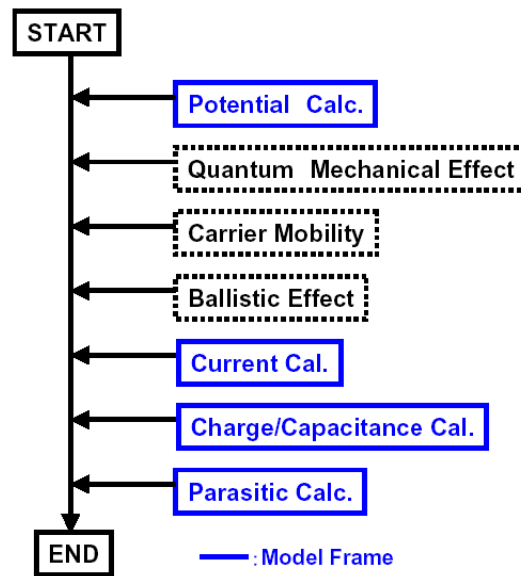 START
Potential Calc.
Quantum Mechanical Effect
Carrier Mobility
Ballistic Effect
Current Cal.
Charge/Capacitance Cal.
Parasitic Calc.
END
: Model Frame